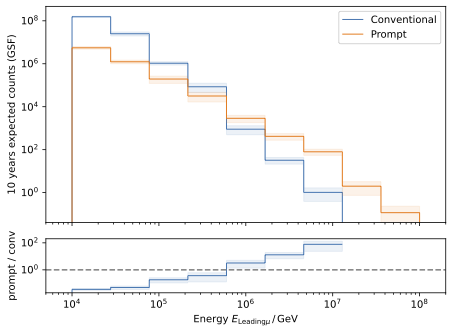 10 years expected counts (GSF)
10⁸
10⁶
10⁴
10²
10⁰
Conventional
Prompt
prompt / conv
10²
10⁰
10⁴
10⁵
10⁶
10⁷
10⁸
Energy E_Leadingμ / GeV